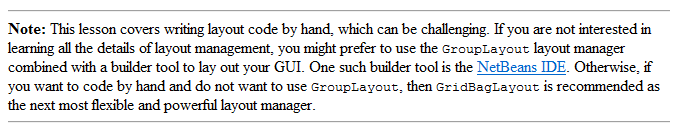 Note: This lesson covers writing layout code by hand, which can be challenging. If you are not interested in
learning all the details of layout management, you might prefer to use the GroupLayout layout manager
combined with a builder tool to lay out your GUI. One such builder tool is the NetBeans IDE. Otherwise, if
you want to code by hand and do not want to use GroupLayout, then GridBagLayout is recommended as
the next most flexible and powerful layout manager.